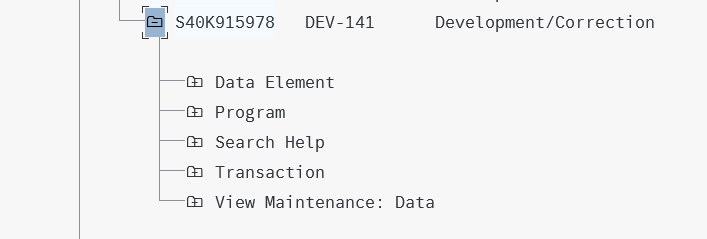 S40K915978 DEV-141 Development/Correction
Data Element
Program
Search Help
Transaction
View Maintenance: Data